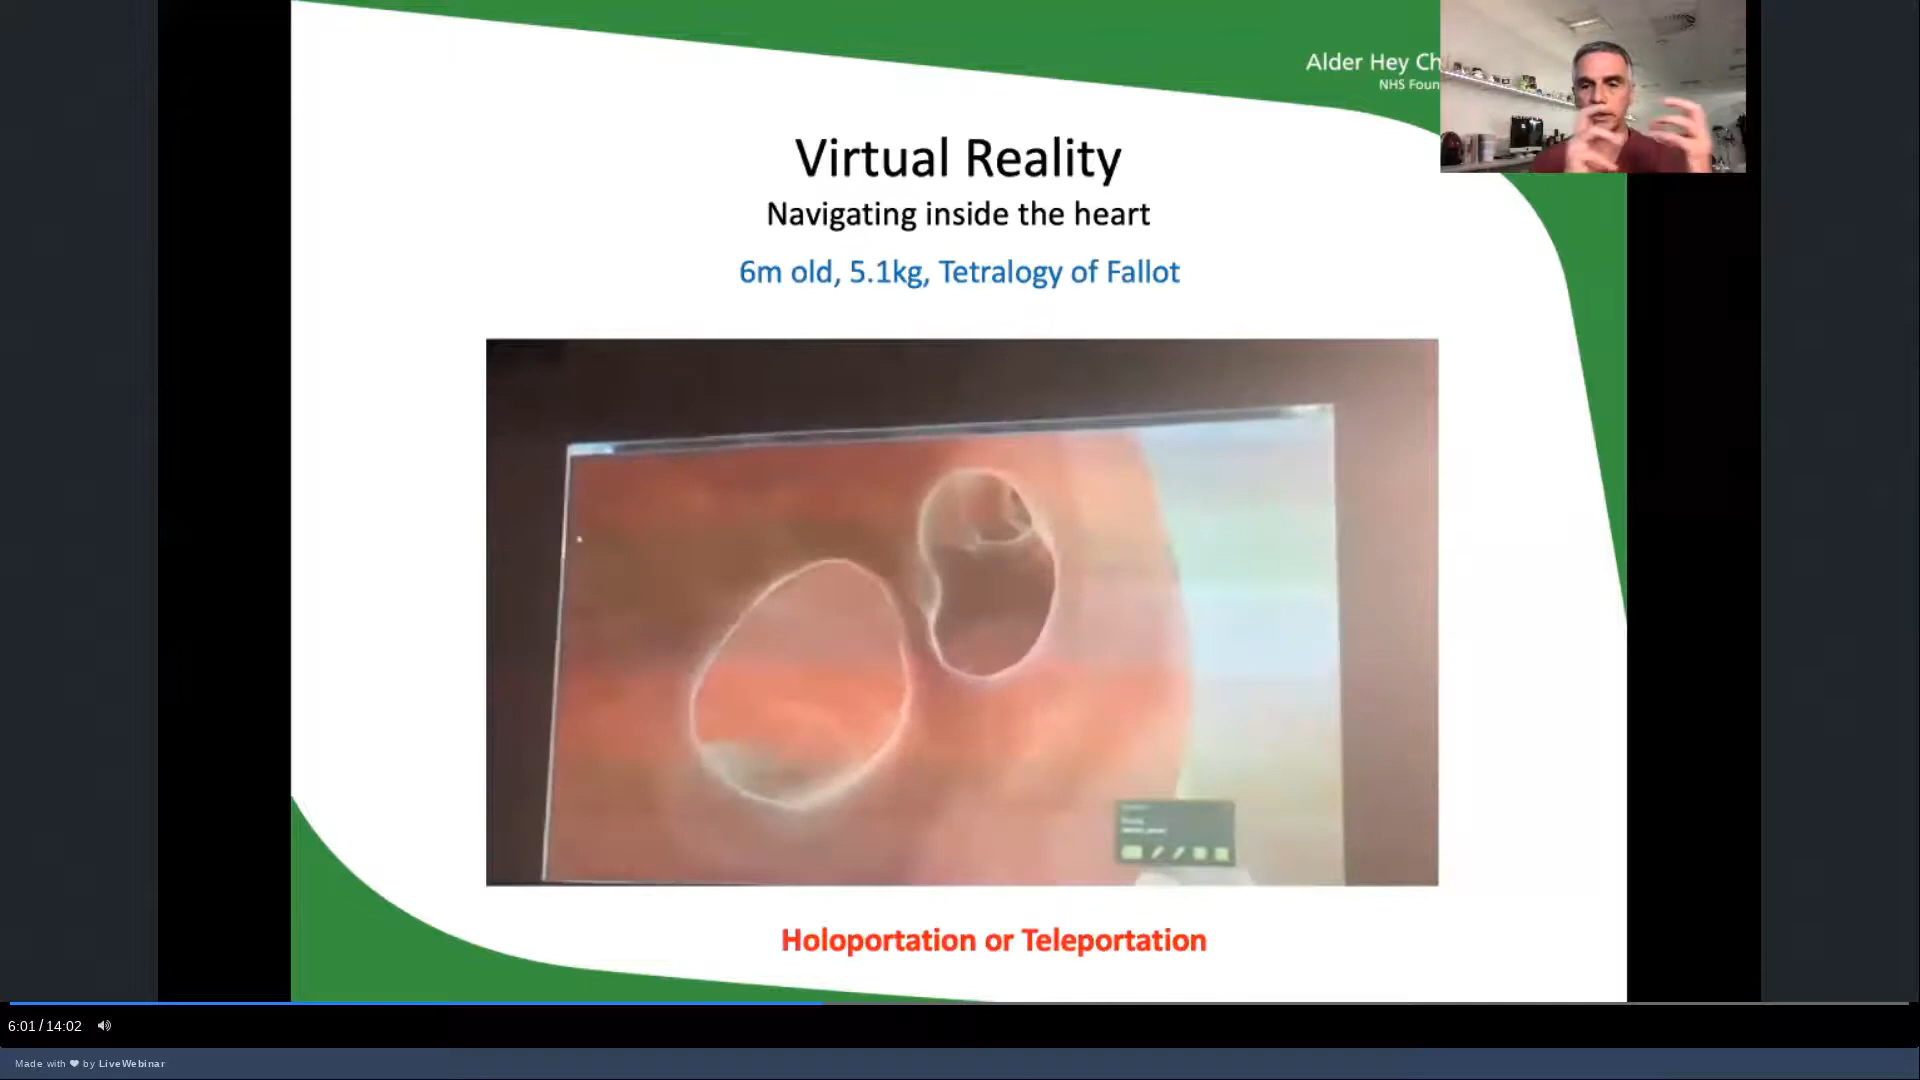 Alder Hey Ch
NHS Foun
Virtual Reality
Navigating inside the heart
6m old, 5.1kg, Tetralogy of Fallot
Holoportation or Teleportation
6:01 / 14:02
Made with ❤ by LiveWebinar